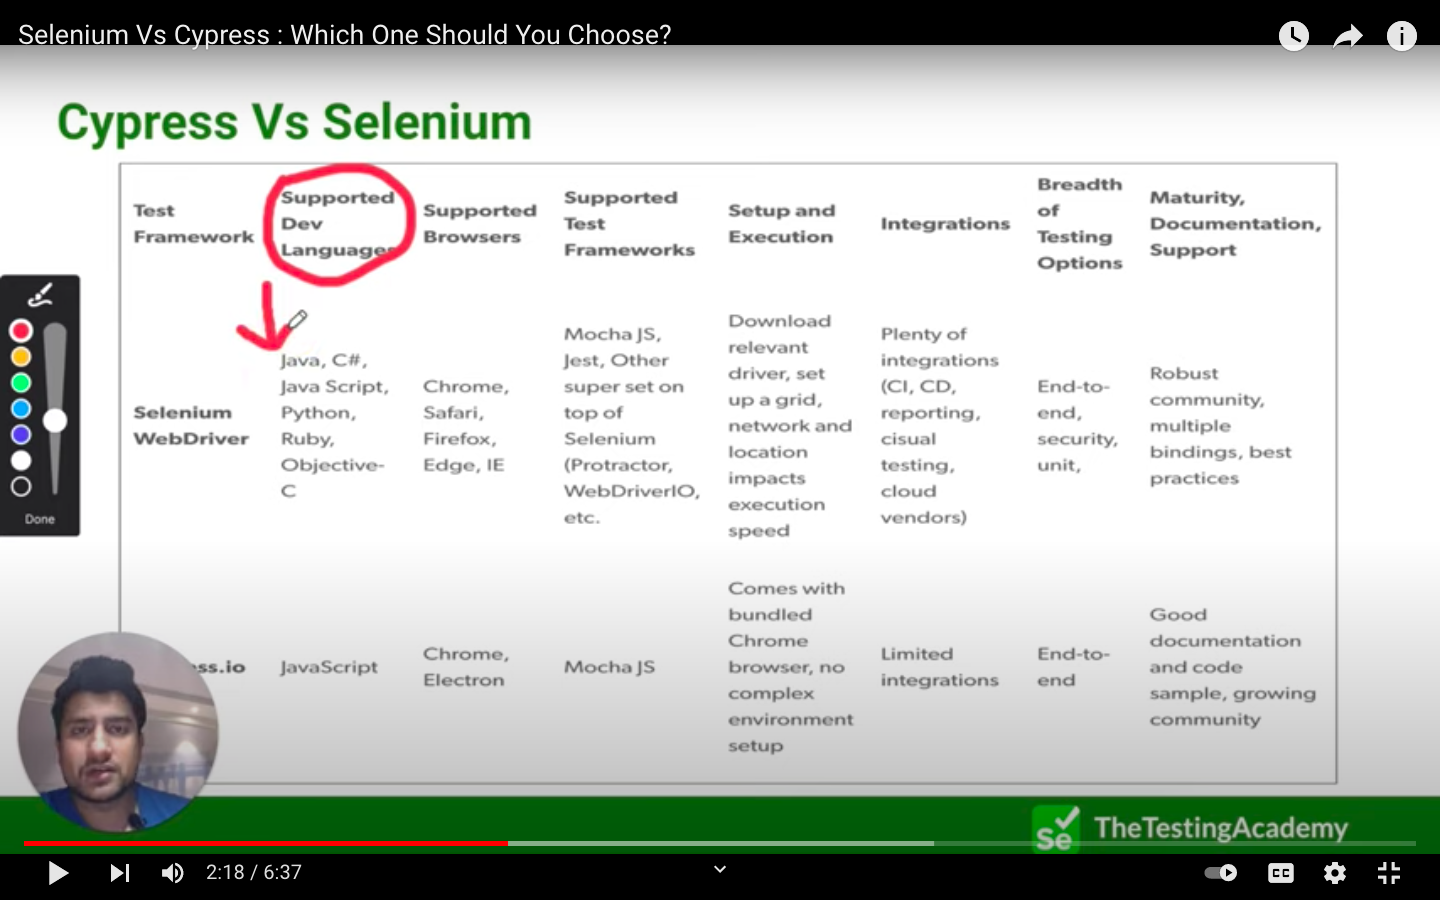 Selenium Vs Cypress : Which One Should You Choose?
Cypress Vs Selenium
Test
Framework
Supported
Dev
Languages
Supported
Browsers
Supported
Test
Frameworks
Setup and
Execution
Integrations
Breadth
of
Testing
Options
Maturity,
Documentation,
Support
Selenium
WebDriver
Java, C#,
Java Script,
Python,
Ruby,
Objective-
C
Chrome,
Safari,
Firefox,
Edge, IE
Mocha JS,
Jest, Other
super set on
top of
Selenium
(Protractor,
WebDriverIO,
etc.
Download
relevant
driver, set
up a grid,
network and
location
impacts
execution
speed
Plenty of
integrations
(CI, CD,
reporting,
cisual
testing,
cloud
vendors)
End-to-
end,
security,
unit,
Robust
community,
multiple
bindings, best
practices
ss.io
JavaScript
Chrome,
Electron
Mocha JS
Comes with
bundled
Chrome
browser, no
complex
environment
setup
Limited
integrations
End-to-
end
Good
documentation
and code
sample, growing
community
Done
Se
TheTestingAcademy
2:18 / 6:37
CC